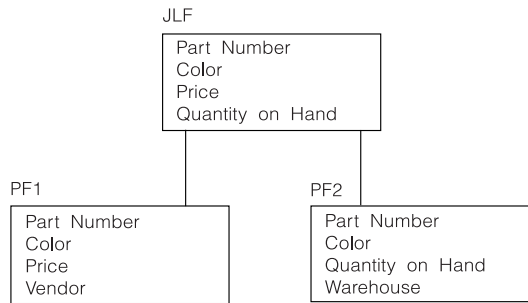 JLF
Part Number
Color
Price
Quantity on Hand
PF1
Part Number
Color
Price
Vendor
PF2
Part Number
Color
Quantity on Hand
Warehouse